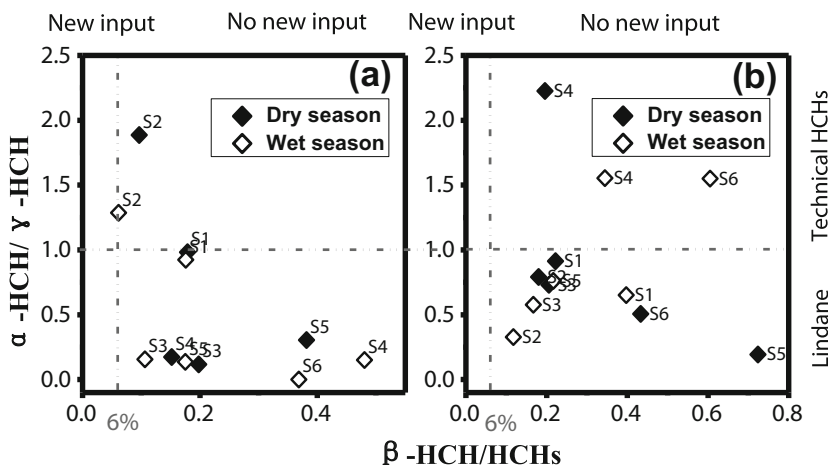 New input No new input New input No new input
(a) (b)
Dry season
Wet season
Dry season
Wet season
α -HCH/ γ -HCH
2.5
2.0
1.5
1.0
0.5
0.0
S2
S2
S1
S1
S3
S4
S5
S3
S5
S6
S4
0.0 0.2 0.4
6%
2.5
2.0
1.5
1.0
0.5
0.0
S4
S4
S6
S1
S2
S5
S3
S3
S1
S6
S2
S5
0 0.2 0.4 0.6 0.8
6%
Technical HCHs
Lindane
β -HCH/HCHs